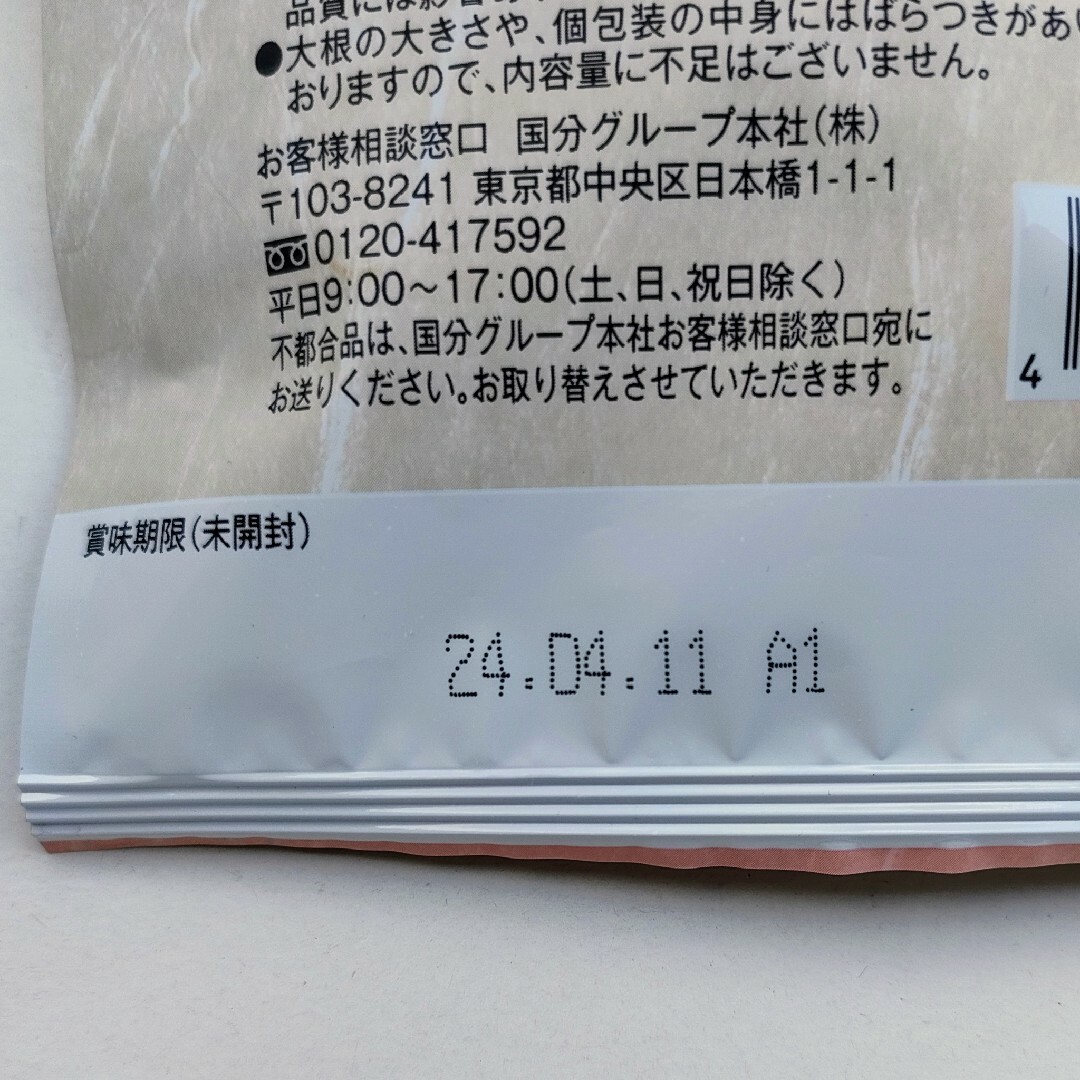 品質には影響
●大根の大きさや、個包装の中身にはばらつきがあ
おりますので、内容量に不足はございません。
お客様相談窓口 国分グループ本社(株)
〒103-8241 東京都中央区日本橋1-1-1
0120-417592
平日9:00～17:00(土、日、祝日除く)
不都合品は、国分グループ本社お客様相談窓口宛に
お送りください。お取り替えさせていただきます。
4
賞味期限(未開封)
24.04.11 A1